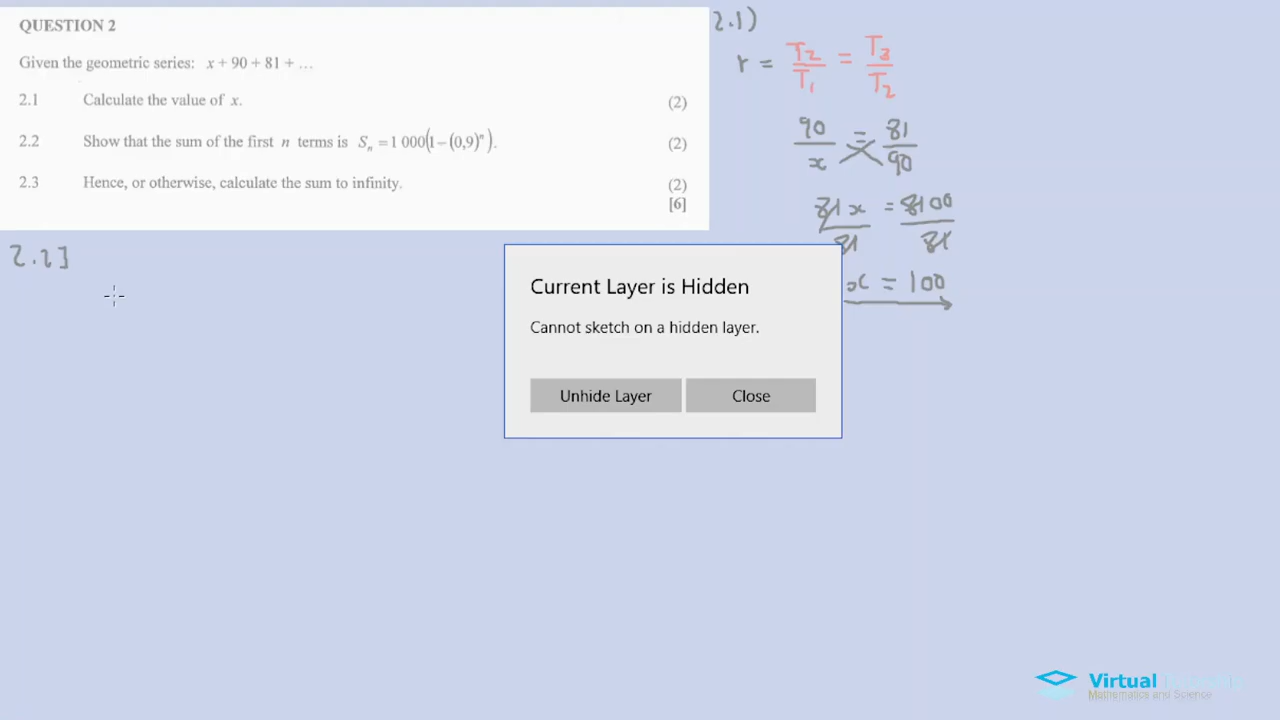 QUESTION 2
Given the geometric series: x + 90 + 81 + ...
2.1 Calculate the value of x. (2)
2.2 Show that the sum of the first n terms is Sₙ = 1 000(1 − (0,9)ⁿ). (2)
2.3 Hence, or otherwise, calculate the sum to infinity. (2)
[6]
2.1)
r = T₂/T₁ = T₃/T₂
90/x = 81/90
81x/81 = 8100/81
x = 100
2.2]
Current Layer is Hidden
Cannot sketch on a hidden layer.
Unhide Layer Close
Virtual
Mathematics and Science